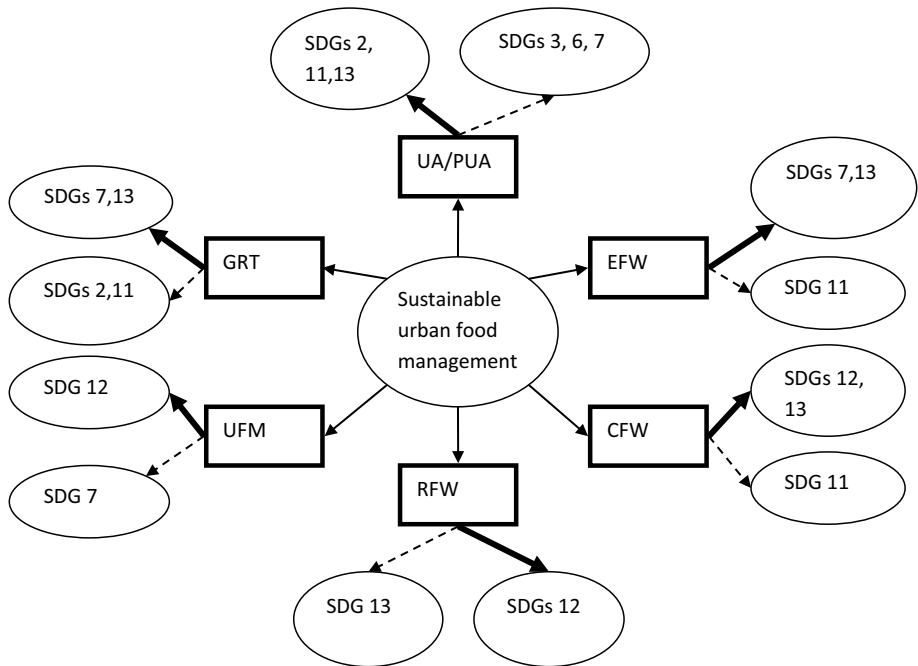 SDGs 2,
11,13
SDGs 3, 6, 7
UA/PUA
SDGs 7,13
SDGs 7,13
GRT
EFW
SDGs 2,11
Sustainable
urban food
management
SDG 11
SDG 12
SDGs 12,
13
UFM
CFW
SDG 7
RFW
SDG 11
SDG 13
SDGs 12